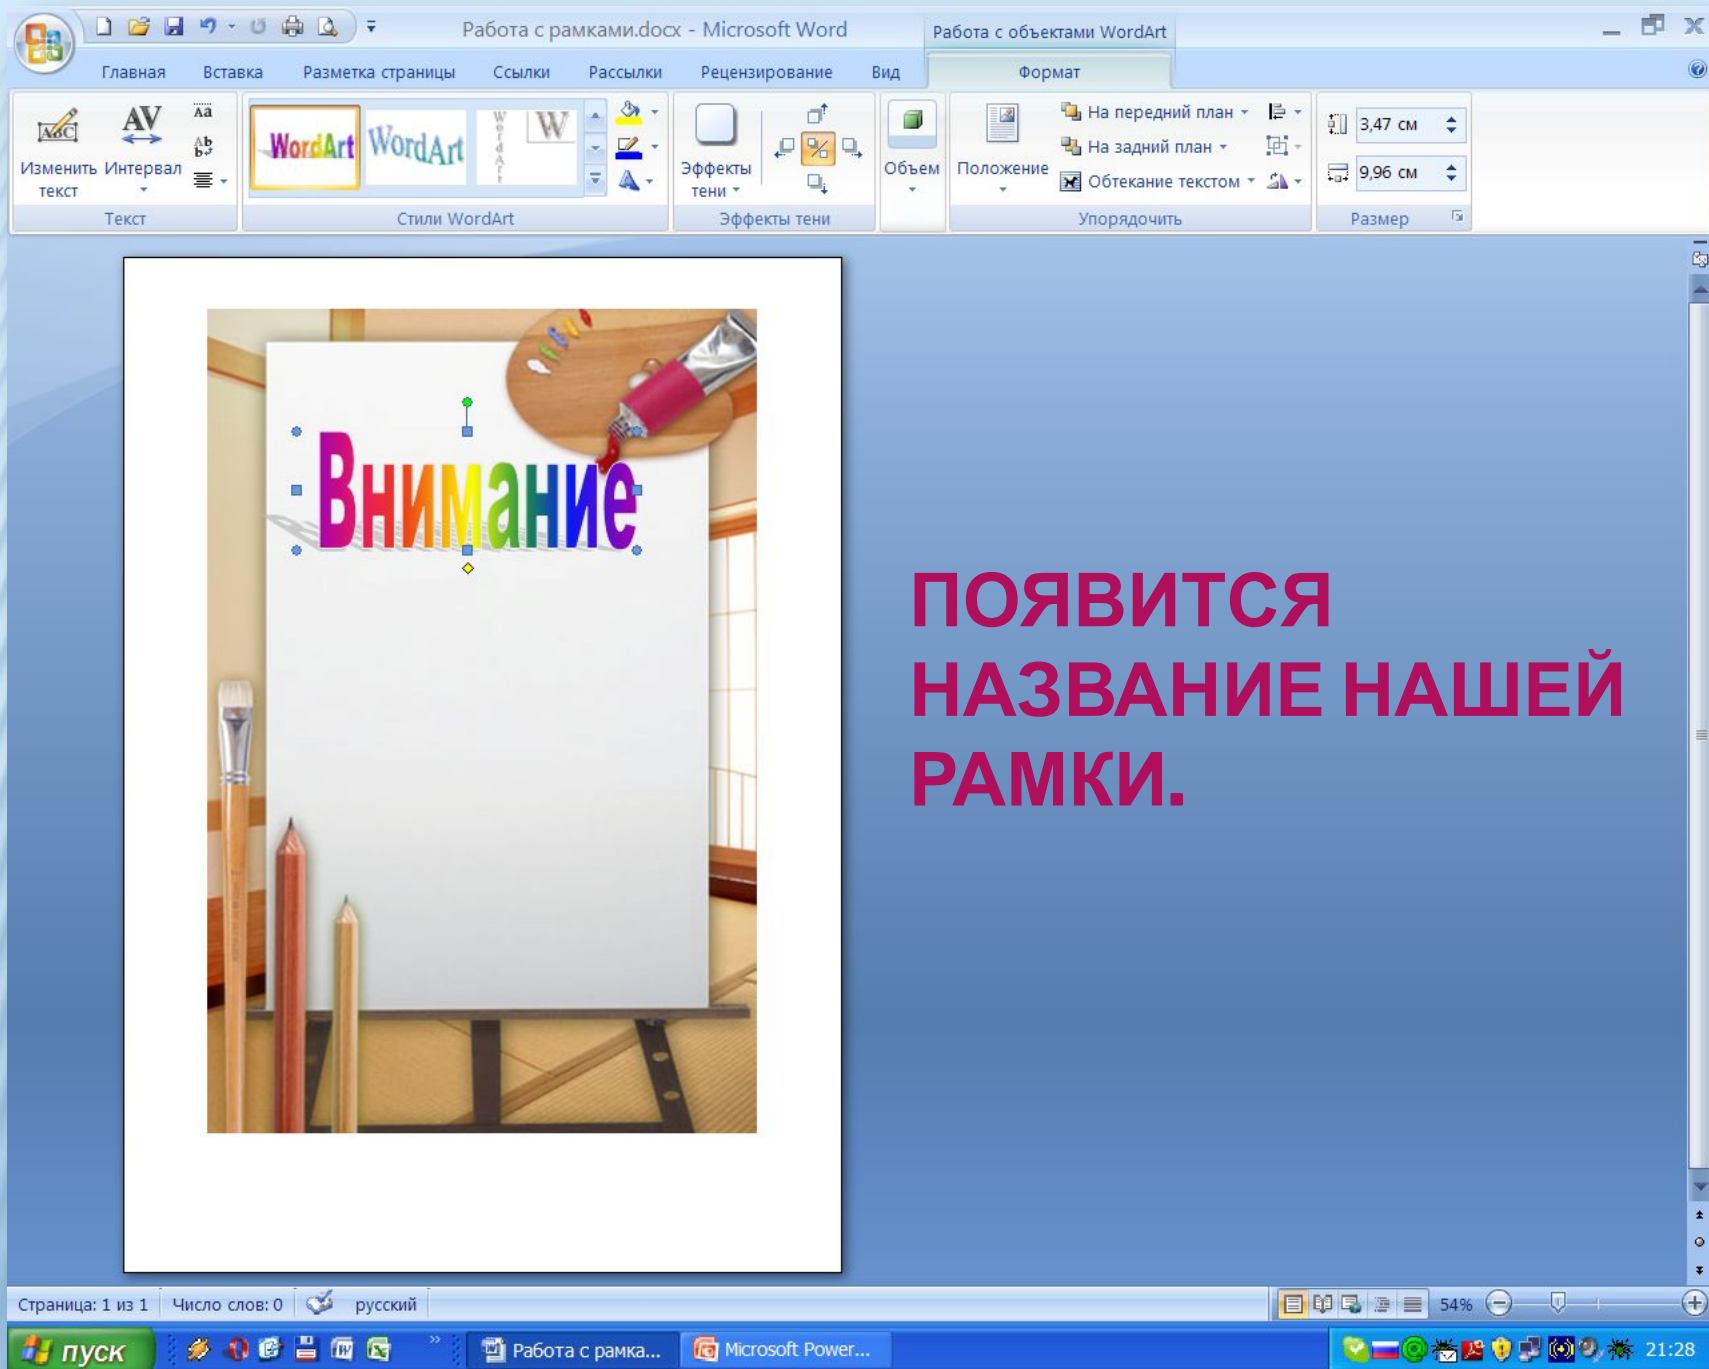 Работа с рамками.docx - Microsoft Word
Работа с объектами WordArt
Главная Вставка Разметка страницы Ссылки Рассылки Рецензирование Вид Формат
Изменить текст
Интервал
Текст
WordArt WordArt WordArt W
Стили WordArt
Эффекты тени
Эффекты тени
Объем
Положение
На передний план
На задний план
Обтекание текстом
Упорядочить
3,47 см
9,96 см
Размер
Внимание
ПОЯВИТСЯ
НАЗВАНИЕ НАШЕЙ
РАМКИ.
Страница: 1 из 1 Число слов: 0 русский 54%
пуск Работа с рамка... Microsoft Power... 21:28